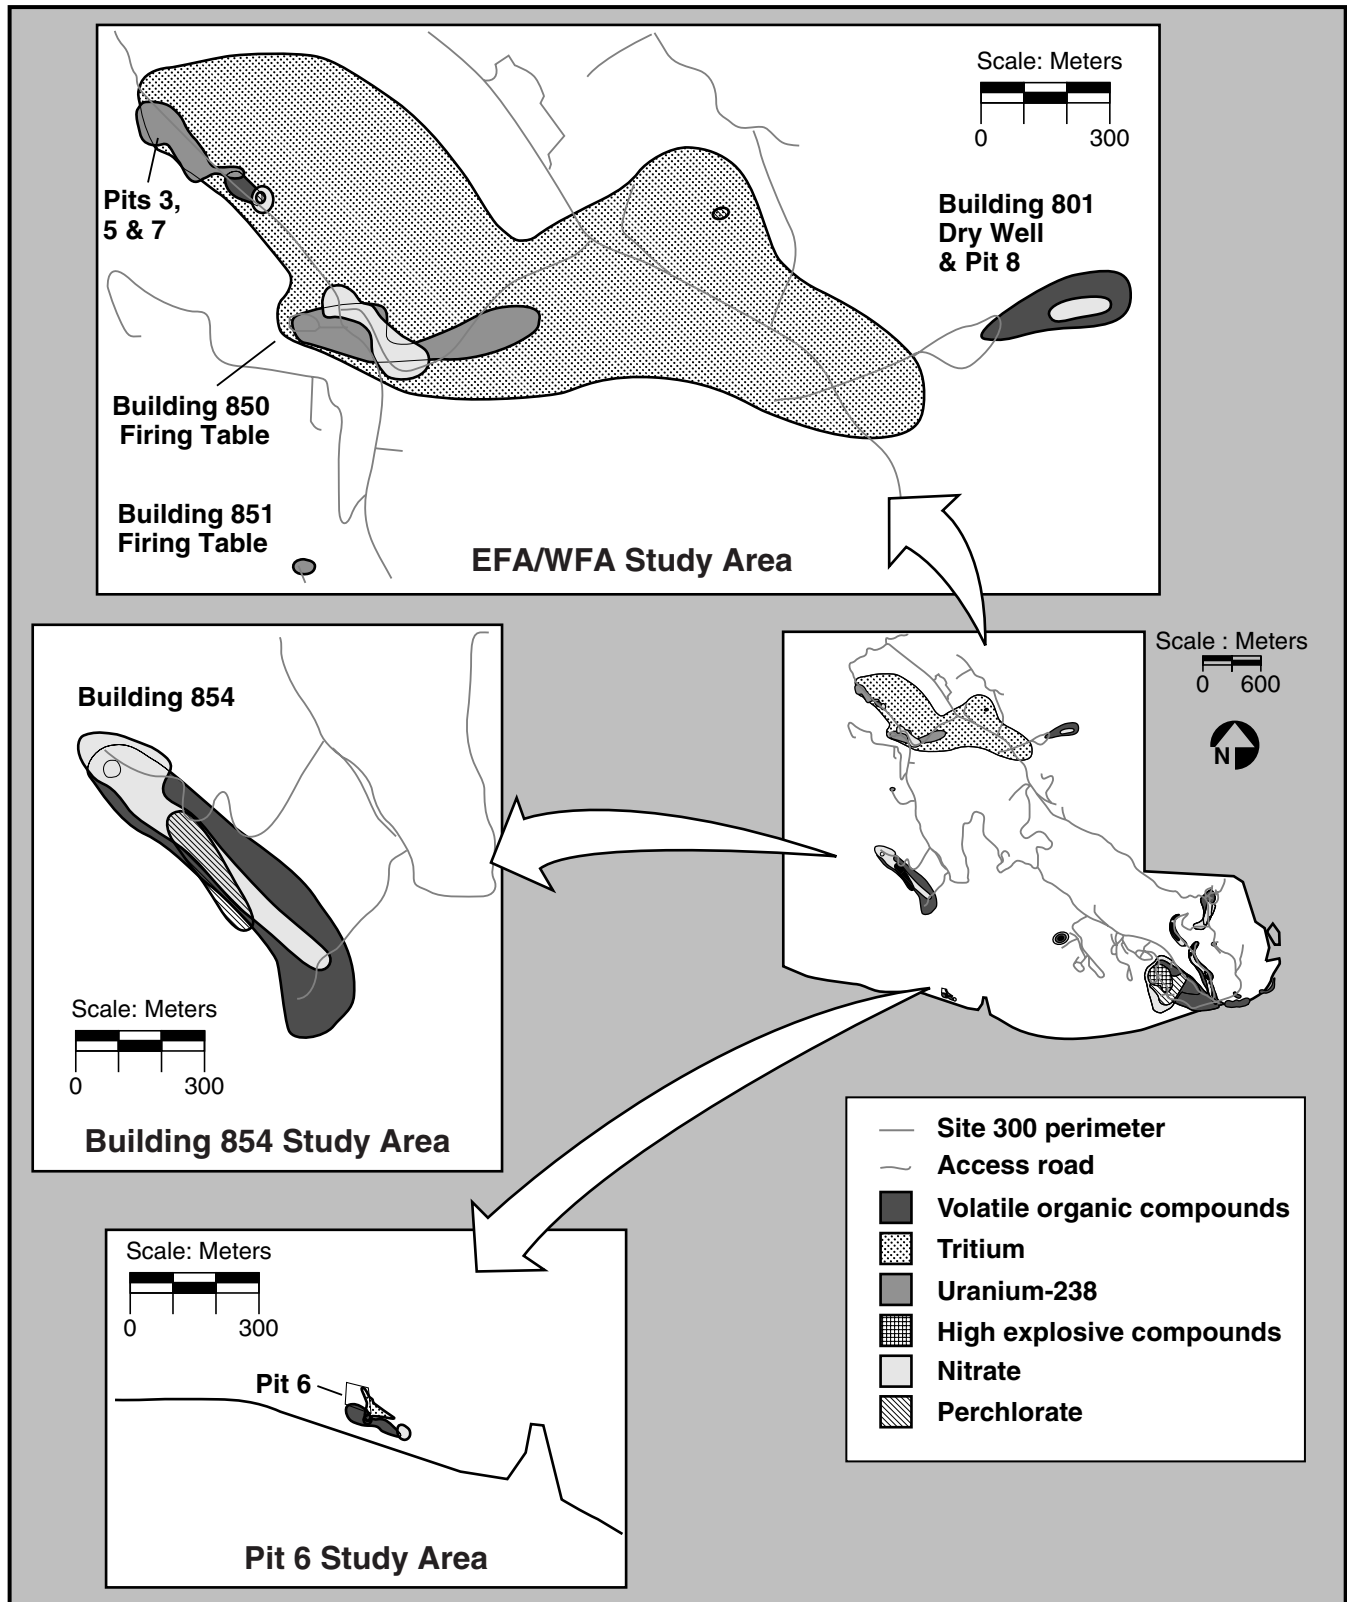 Scale: Meters
0 300
Pits 3,
5 & 7
Building 801
Dry Well
& Pit 8
Building 850
Firing Table
Building 851
Firing Table
EFA/WFA Study Area
Building 854
Scale: Meters
0 300
Building 854 Study Area
Scale : Meters
0 600
N
Scale: Meters
0 300
Pit 6
Pit 6 Study Area
Site 300 perimeter
Access road
Volatile organic compounds
Tritium
Uranium-238
High explosive compounds
Nitrate
Perchlorate